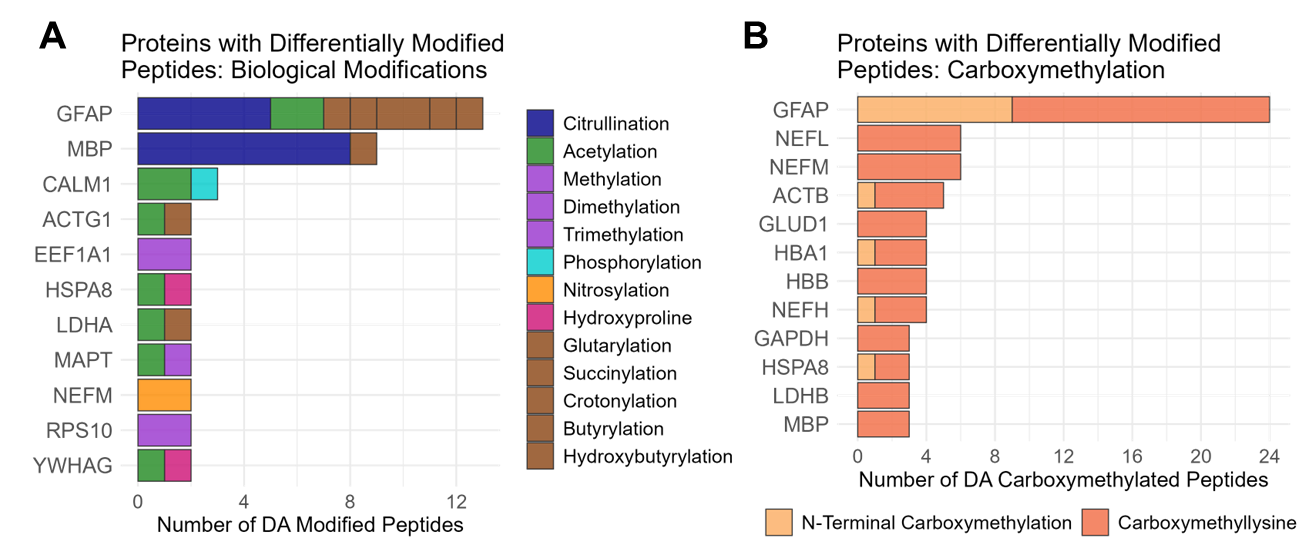 A
Proteins with Differentially Modified
Peptides: Biological Modifications
GFAP
MBP
CALM1
ACTG1
EEF1A1
HSPA8
LDHA
MAPT
NEFM
RPS10
YWHAG
0 4 8 12
Number of DA Modified Peptides
Citrullination
Acetylation
Methylation
Dimethylation
Trimethylation
Phosphorylation
Nitrosylation
Hydroxyproline
Glutarylation
Succinylation
Crotonylation
Butyrylation
Hydroxybutyrylation
B
Proteins with Differentially Modified
Peptides: Carboxymethylation
GFAP
NEFL
NEFM
ACTB
GLUD1
HBA1
HBB
NEFH
GAPDH
HSPA8
LDHB
MBP
0 4 8 12 16 20 24
Number of DA Carboxymethylated Peptides
N-Terminal Carboxymethylation Carboxymethyllysine